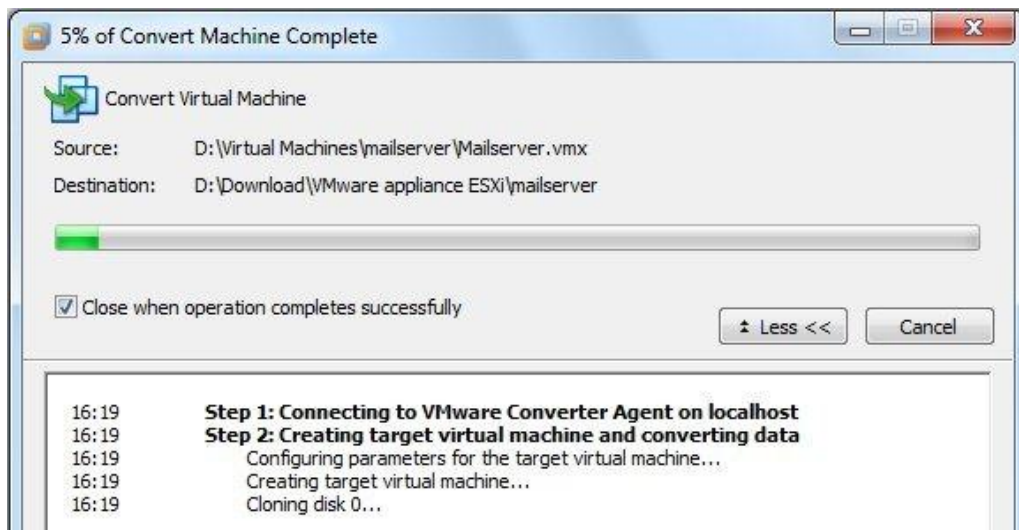 5% of Convert Machine Complete
Convert Virtual Machine
Source: D:\Virtual Machines\mailserver\Mailserver.vmx
Destination: D:\Download\VMware appliance ESXi\mailserver
Close when operation completes successfully
Less <<
Cancel
16:19 Step 1: Connecting to VMware Converter Agent on localhost
16:19 Step 2: Creating target virtual machine and converting data
16:19 Configuring parameters for the target virtual machine...
16:19 Creating target virtual machine...
16:19 Cloning disk 0...